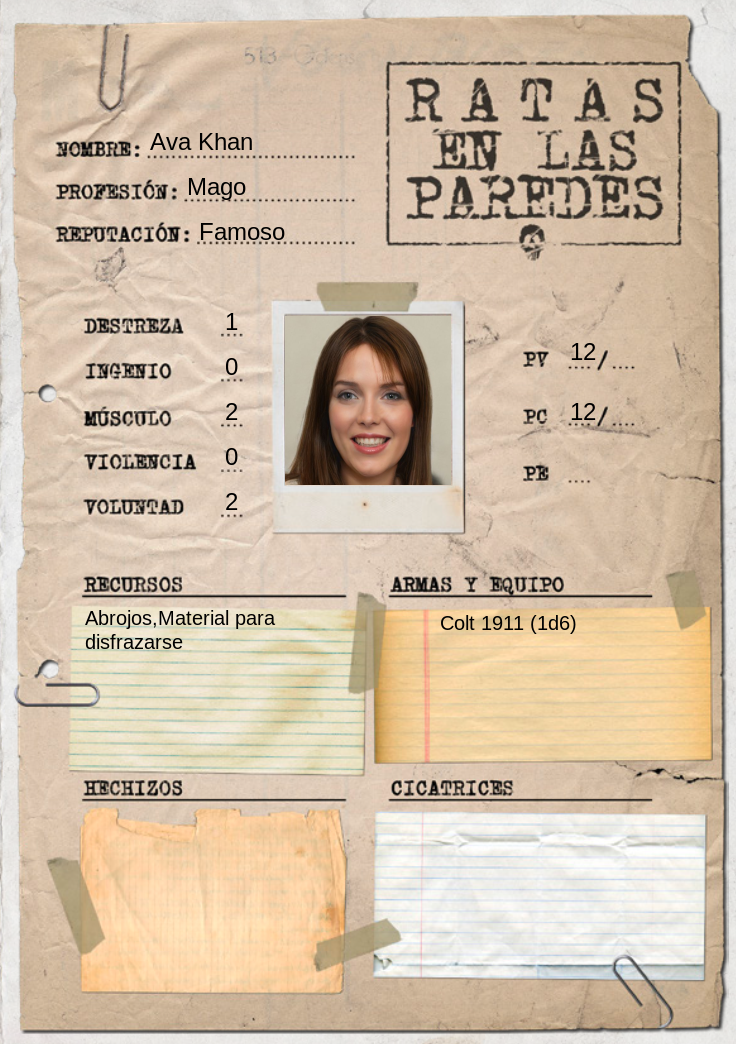 513
RATAS
EN LAS
PAREDES
NOMBRE: Ava Khan
PROFESIÓN: Mago
REPUTACIÓN: Famoso
DESTREZA 1
INGENIO 0
MÚSCULO 2
VIOLENCIA 0
VOLUNTAD 2
PV 12/....
PC 12/....
PE ....
RECURSOS
Abrojos,Material para
disfrazarse
ARMAS Y EQUIPO
Colt 1911 (1d6)
HECHIZOS
CICATRICES